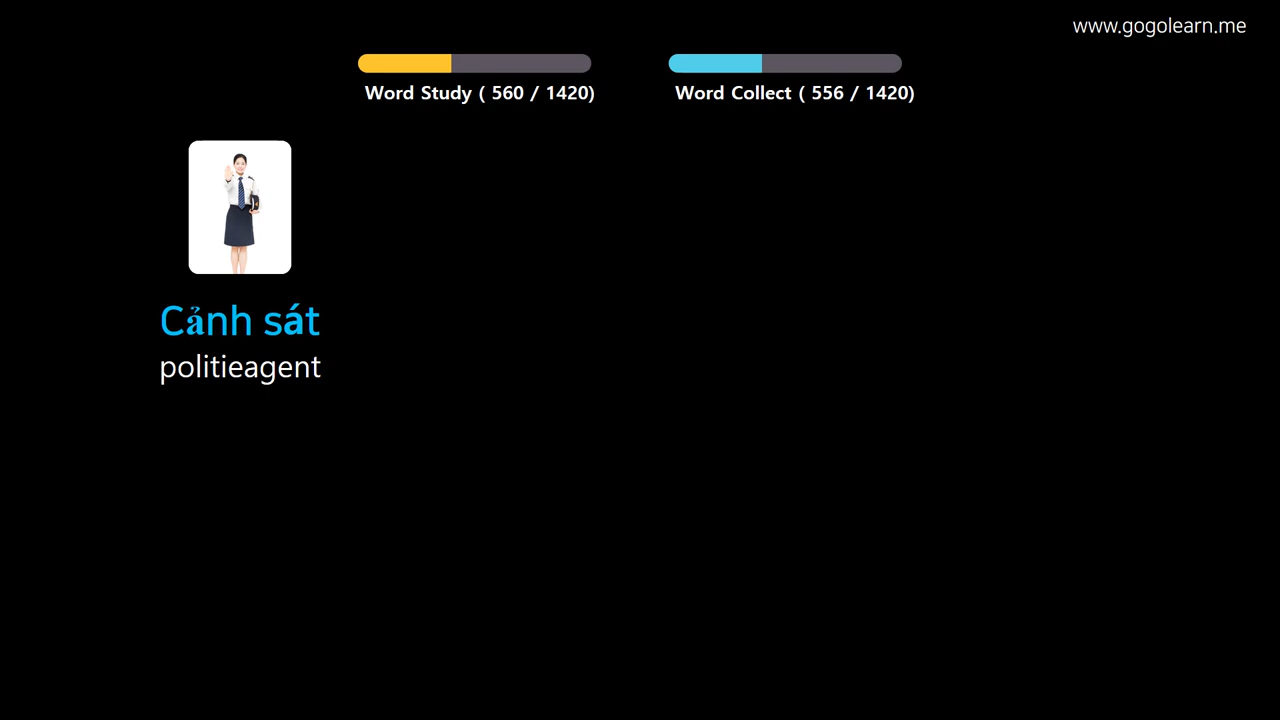 www.gogolearn.me
Word Study ( 560 / 1420)
Word Collect ( 556 / 1420)
Cảnh sát
politieagent